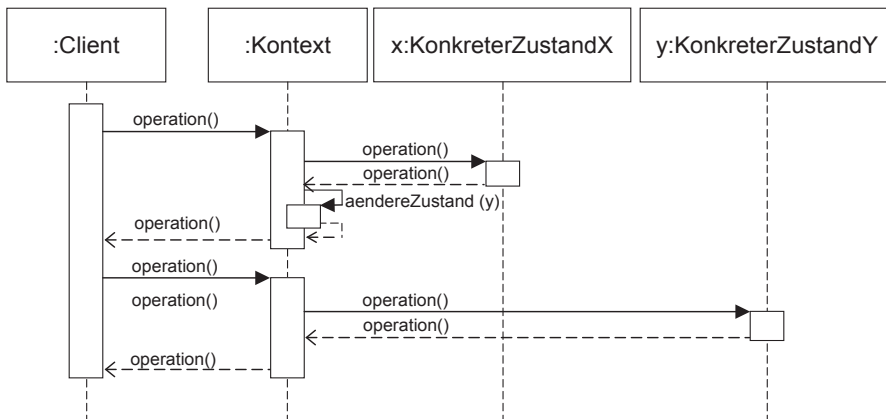 :Client
:Kontext
x:KonkreterZustandX
y:KonkreterZustandY
operation()
operation()
operation()
aendereZustand (y)
operation()
operation()
operation()
operation()
operation()
operation()